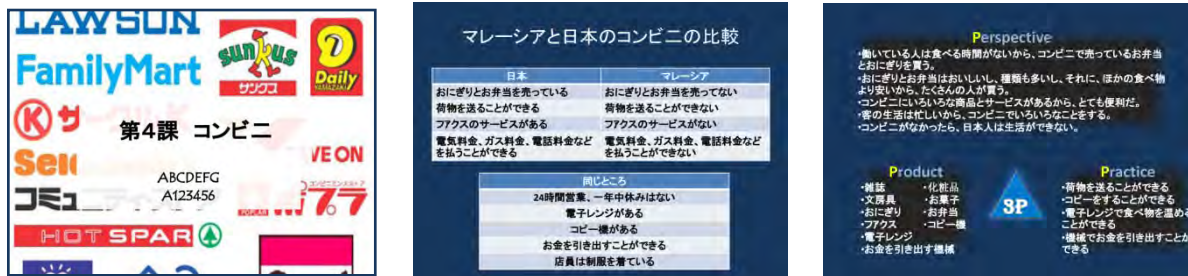 LAWSON
FamilyMart
sunkus
サンクス
D
Daily
YAMAZAKI
K サ
第4課 コンビニ
ABCDEFG
A123456
VE ON
コミュニティ
POPLAR
HOT SPAR
マレーシアと日本のコンビニの比較
日本 マレーシア
おにぎりとお弁当を売っている おにぎりとお弁当を売ってない
荷物を送ることができる 荷物を送ることができない
フアクスのサービスがある フアクスのサービスがない
電気料金、ガス料金、電話料金など 電気料金、ガス料金、電話料金など
を払うことができる を払うことができない
同じところ
24時間営業、一年中休みはない
電子レンジがある
コピー機がある
お金を引き出すことができる
店員は制服を着ている
Perspective
・働いている人は食べる時間がないから、コンビニで売っているお弁当
とおにぎりを買う。
・おにぎりとお弁当はおいしいし、種類も多いし、それに、ほかの食べ物
より安いから、たくさんの人が買う。
・コンビニにいろいろな商品とサービスがあるから、とても便利だ。
・客の生活は忙しいから、コンビニでいろいろなことをする。
・コンビニがなかったら、日本人は生活ができない。
Product
・雑誌 ・化粧品
・文房具 ・お菓子
・おにぎり ・お弁当
・フアクス ・コピー機
・電子レンジ
・お金を引き出す機械
3P
Practice
・荷物を送ることができる
・コピーをすることができる
・電子レンジで食べ物を温める
ことができる
・機械でお金を引き出すことが
できる